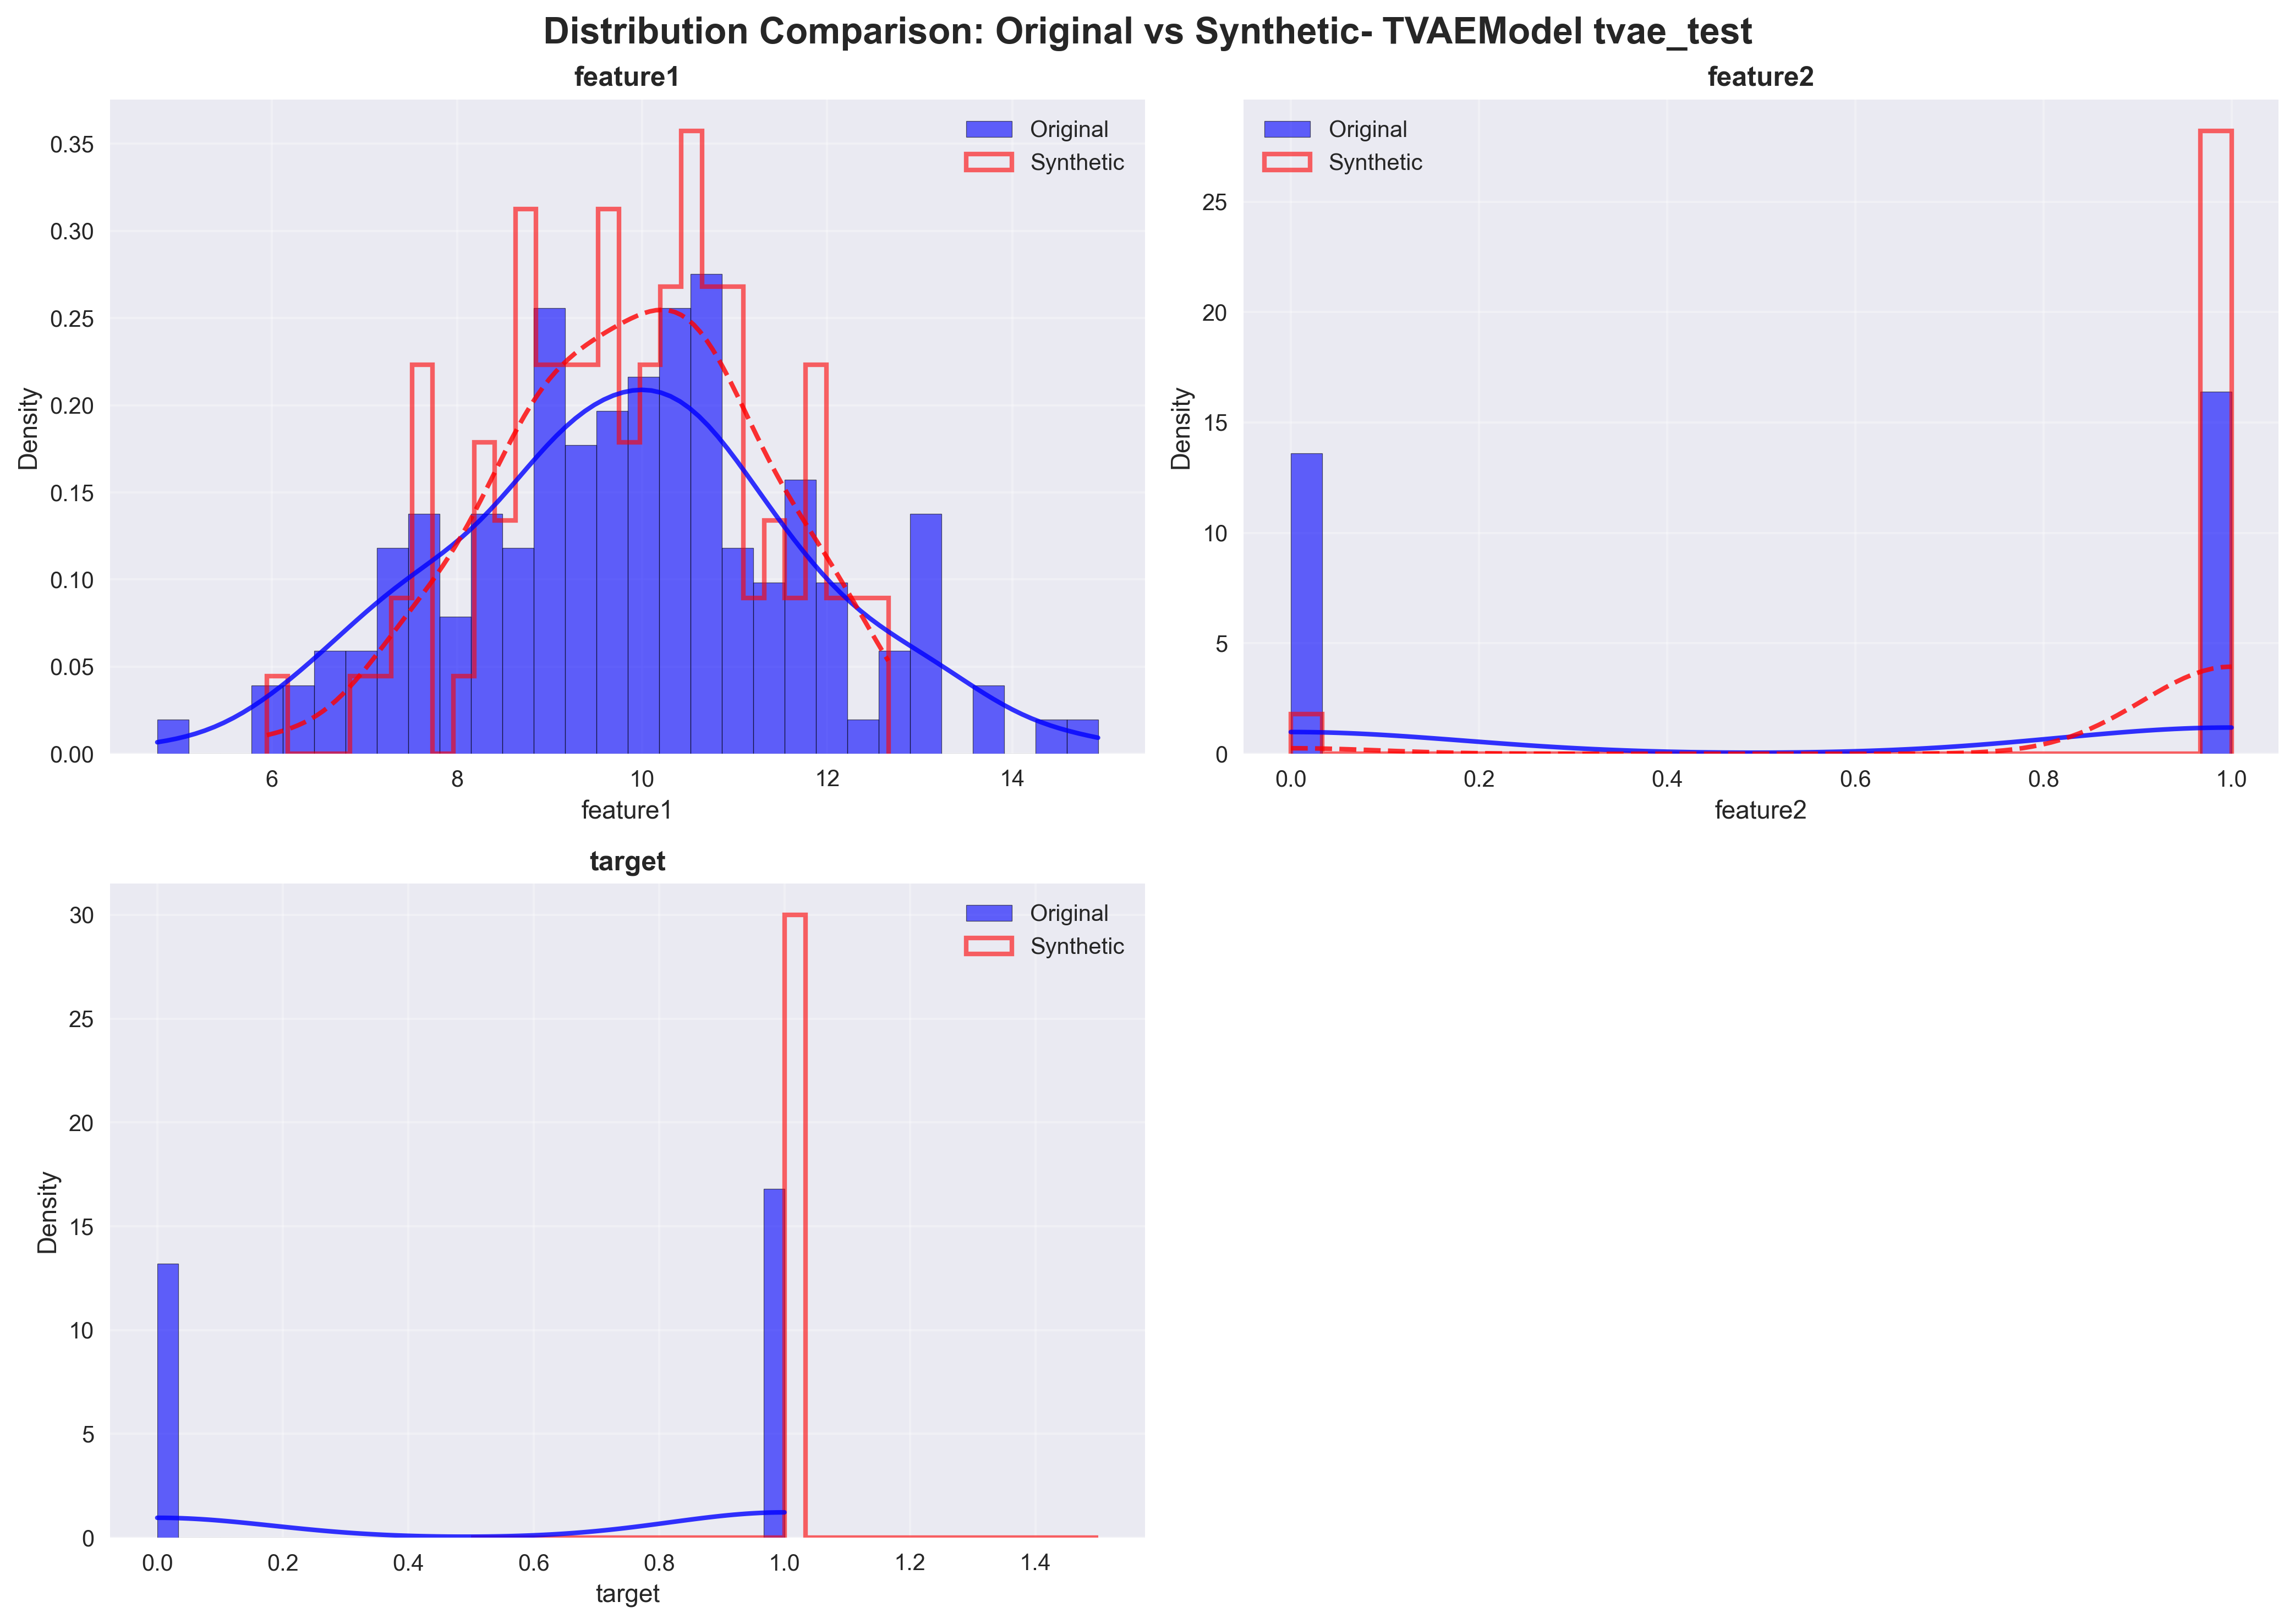 Distribution Comparison: Original vs Synthetic- TVAEModel tvae_test
feature1
Original
Synthetic
Density
0.35
0.30
0.25
0.20
0.15
0.10
0.05
0.00
6 8 10 12 14
feature1
feature2
Original
Synthetic
Density
25
20
15
10
5
0
0.0 0.2 0.4 0.6 0.8 1.0
feature2
target
Original
Synthetic
Density
30
25
20
15
10
5
0
0.0 0.2 0.4 0.6 0.8 1.0 1.2 1.4
target